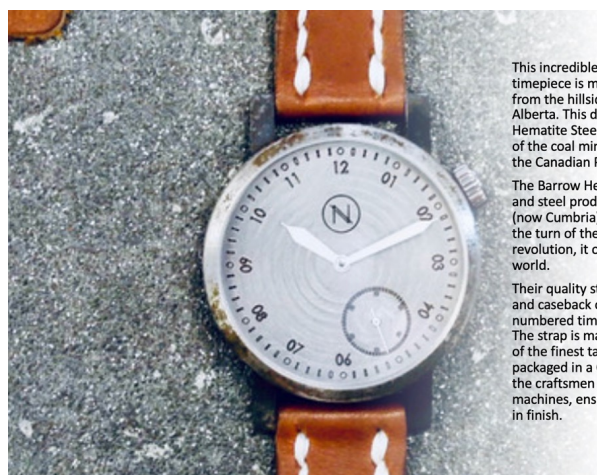 12
01
02
03
04
06
07
08
09
10
11
N
This incredible
timepiece is m
from the hillsid
Alberta. This d
Hematite Stee
of the coal min
the Canadian P
The Barrow He
and steel prod
(now Cumbria
the turn of the
revolution, it o
world.
Their quality st
and caseback o
numbered tim
The strap is ma
of the finest ta
packaged in a
the craftsmen
machines, ens
in finish.